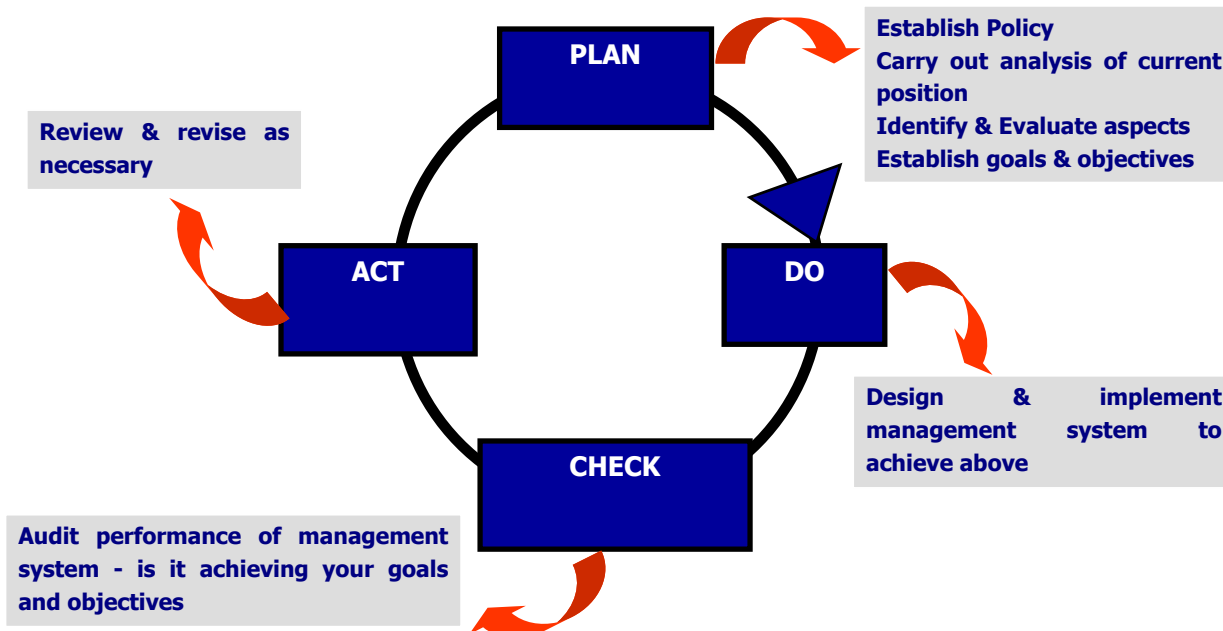 PLAN
Establish Policy
Carry out analysis of current
position
Identify & Evaluate aspects
Establish goals & objectives
Review & revise as
necessary
ACT
DO
Design & implement
management system to
achieve above
CHECK
Audit performance of management
system - is it achieving your goals
and objectives